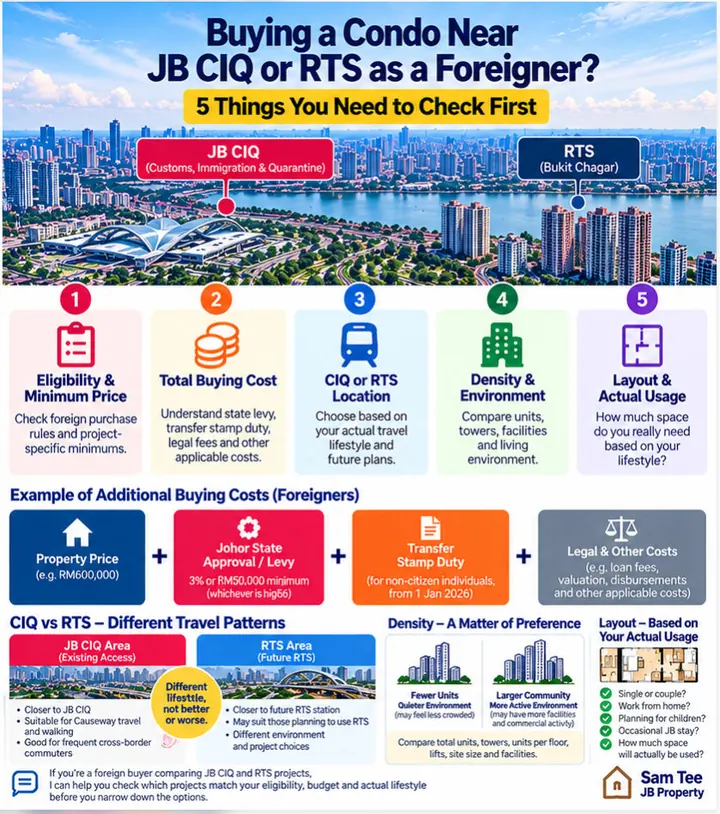 Buying a Condo Near
JB CIQ or RTS as a Foreigner?
5 Things You Need to Check First
JB CIQ
(Customs, Immigration & Quarantine)
RTS
(Bukit Chagar)
1
Eligibility &
Minimum Price
Check foreign purchase
rules and project-
specific minimums.
2
Total Buying Cost
Understand state levy,
transfer stamp duty,
legal fees and other
applicable costs.
3
CIQ or RTS
Location
Choose based on
your actual travel
lifestyle and
future plans.
4
Density &
Environment
Compare units,
towers, facilities
and living
environment.
5
Layout &
Actual Usage
How much space
do you really need
based on your
lifestyle?
Example of Additional Buying Costs (Foreigners)
Property Price
(e.g. RM600,000)
+
Johor State
Approval / Levy
3% or RM50,000 minimum
(whichever is
+
Transfer
Stamp Duty
(for non-citizen individuals,
from 1 Jan 2026)
+
Legal & Other Costs
(e.g. loan fees,
valuation, disbursements
and other applicable costs)
CIQ vs RTS – Different Travel Patterns
JB CIQ Area
(Existing Access)
• Closer to JB CIQ
• Suitable for Causeway travel
and walking
• Good for frequent cross-border
commuters
Different
lifestle,
not better
or worse.
RTS Area
(Future RTS)
• Closer to future RTS station
• May suit those planning to use RTS
• Different environment
and project choices
Density – A Matter of Preference
Fewer Units
Quieter Environment
(may feel less crowded)
Larger Community
More Active Environment
(may have more facilities
and commercial activty)
Compare total units, towers, units per floor,
lifts, site size and facilities.
Layout – Based on
Your Actual Usage
Single or couple?
Work from home?
Planning for children?
Occasional JB stay?
How much space
will actually be used?
If you're a foreign buyer comparing JB CIQ and RTS projects,
I can help you check which projects match your eligibility, budget and actual lifestyle
before you narrow down the options.
Sam Tee
JB Property